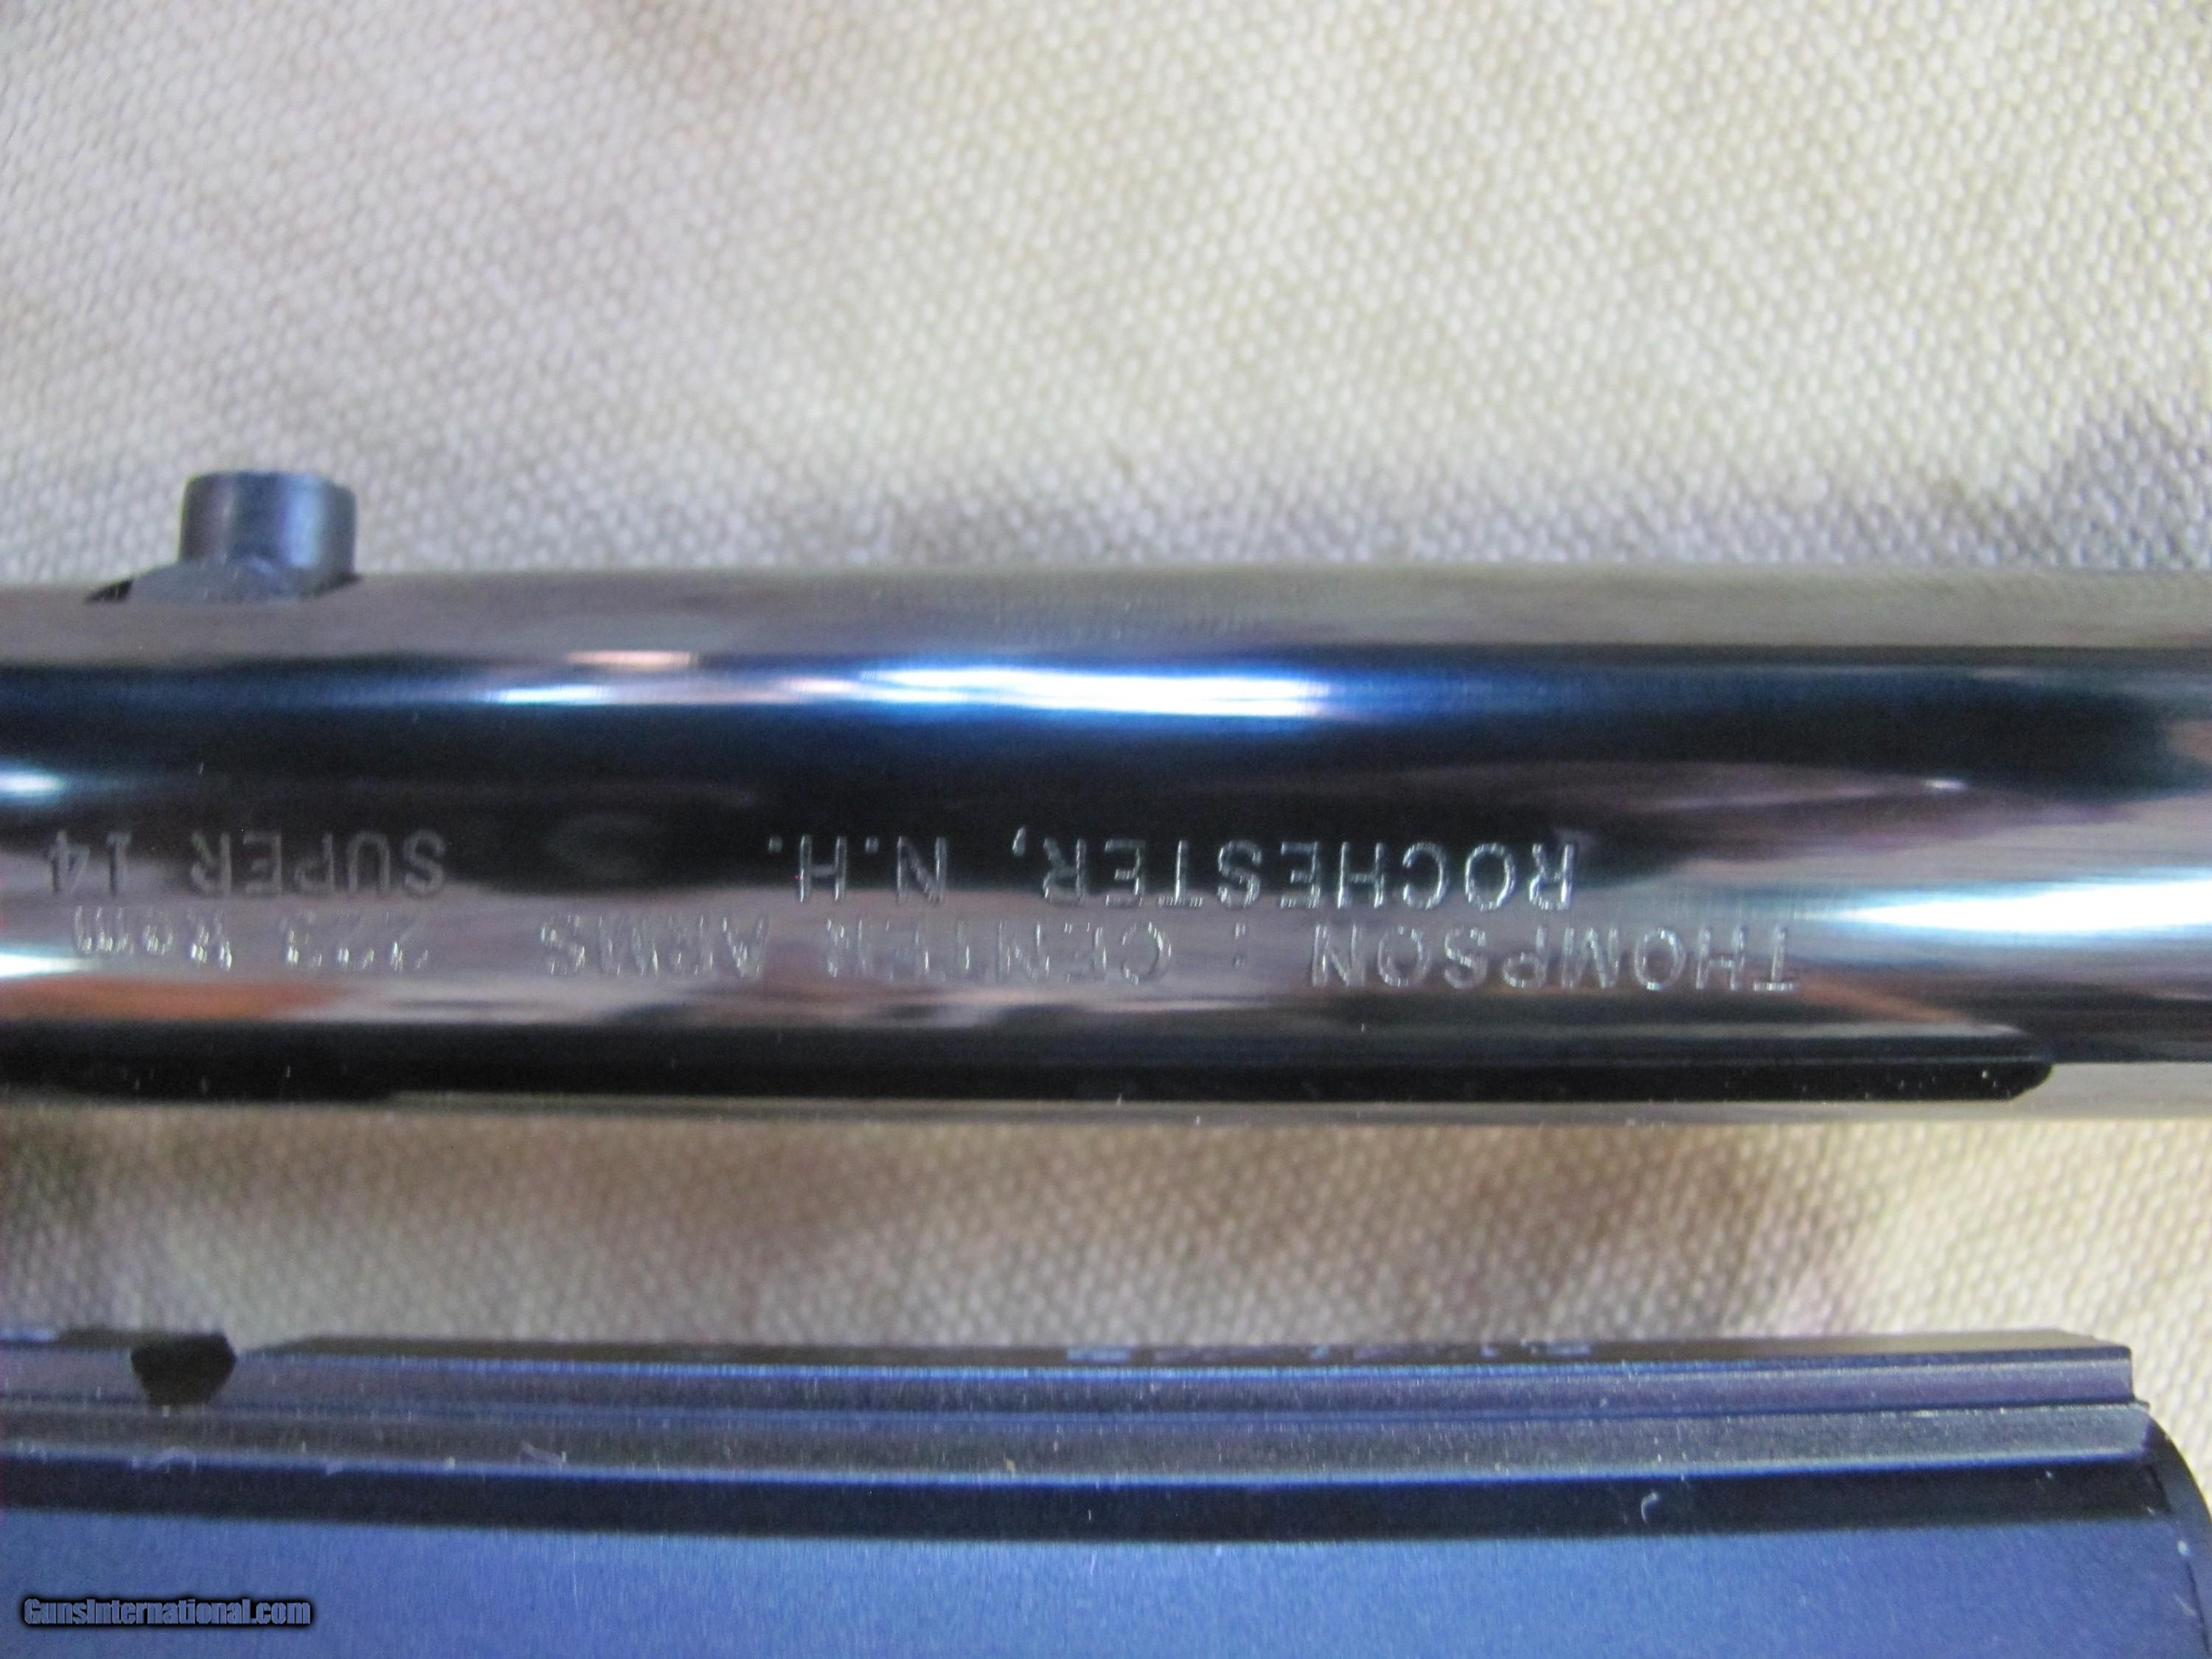 THOMPSON : CENTER ARMS 223 Rem
ROCHESTER, N.H. SUPER 14
GunsInternational.com